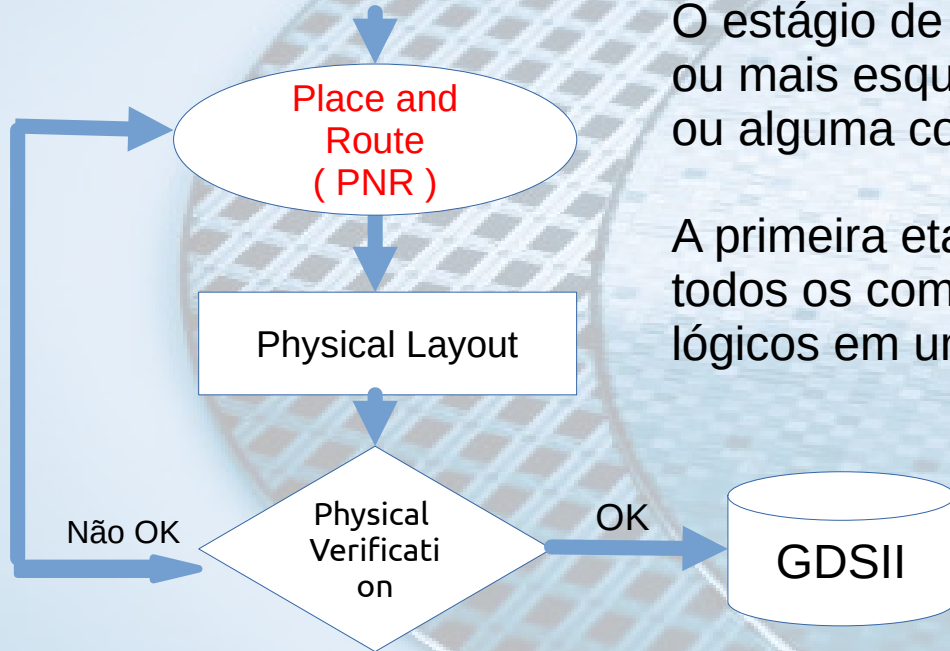 Place and
Route
( PNR )
Physical Layout
Physical
Verificati
on
Não OK
OK
GDSII
O estágio de
ou mais esqu
ou alguma co
A primeira eta
todos os com
lógicos em un